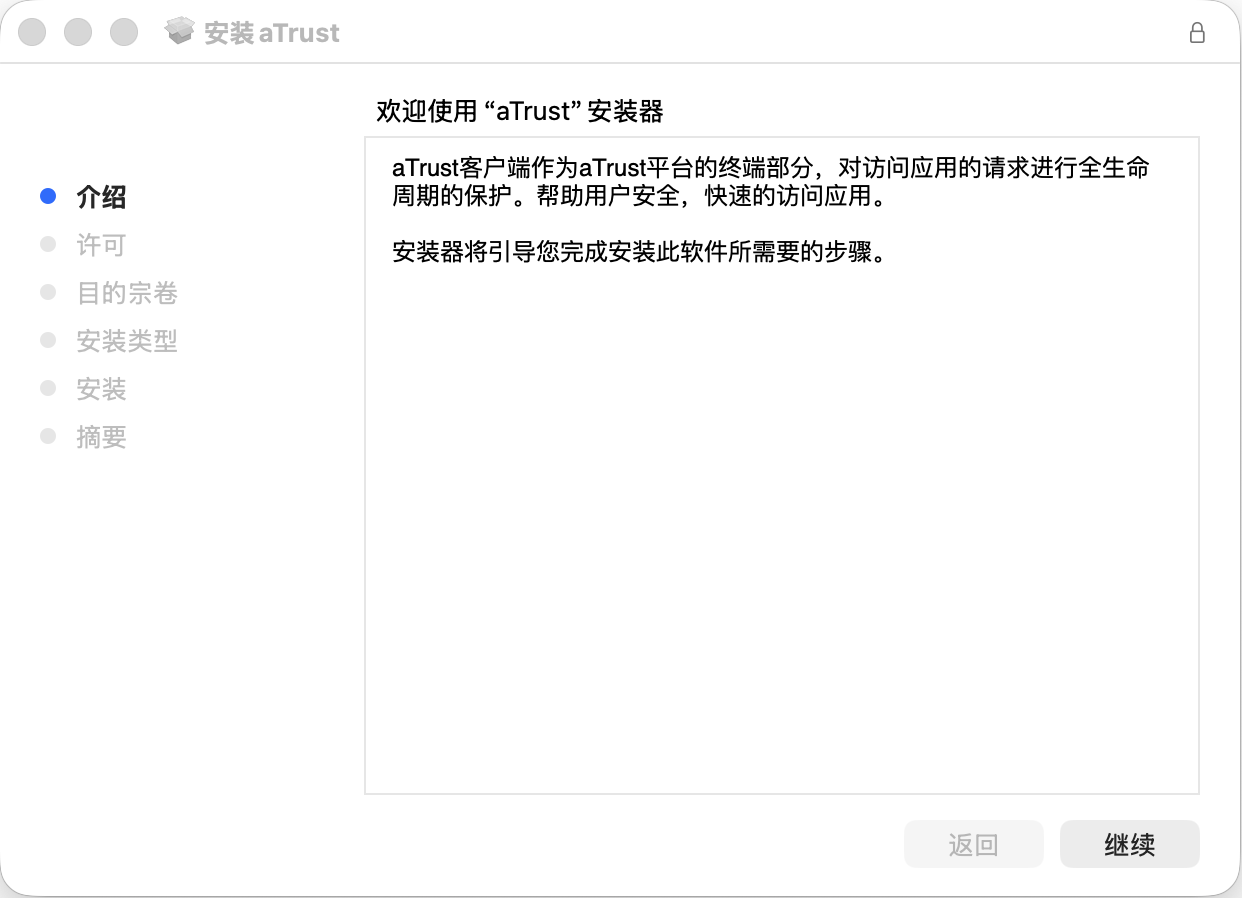 安装 aTrust
欢迎使用 “aTrust” 安装器
介绍
许可
目的宗卷
安装类型
安装
摘要
aTrust客户端作为aTrust平台的终端部分，对访问应用的请求进行全生命
周期的保护。帮助用户安全，快速的访问应用。
安装器将引导您完成安装此软件所需要的步骤。
返回
继续